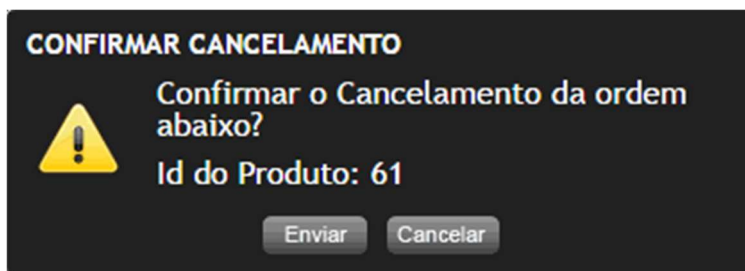 CONFIRMAR CANCELAMENTO
Confirmar o Cancelamento da ordem
abaixo?
Id do Produto: 61
Enviar Cancelar